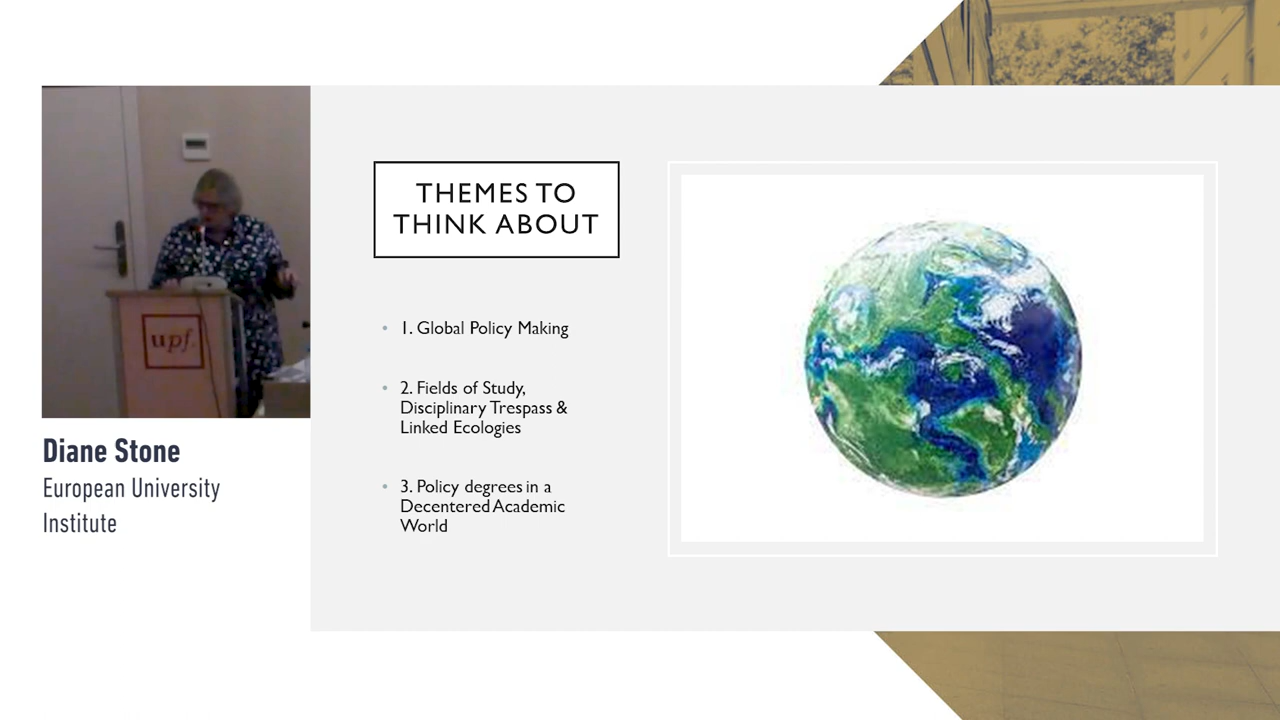 upf.
Diane Stone
European University
Institute
THEMES TO
THINK ABOUT
• 1. Global Policy Making
• 2. Fields of Study,
Disciplinary Trespass &
Linked Ecologies
• 3. Policy degrees in a
Decentered Academic
World